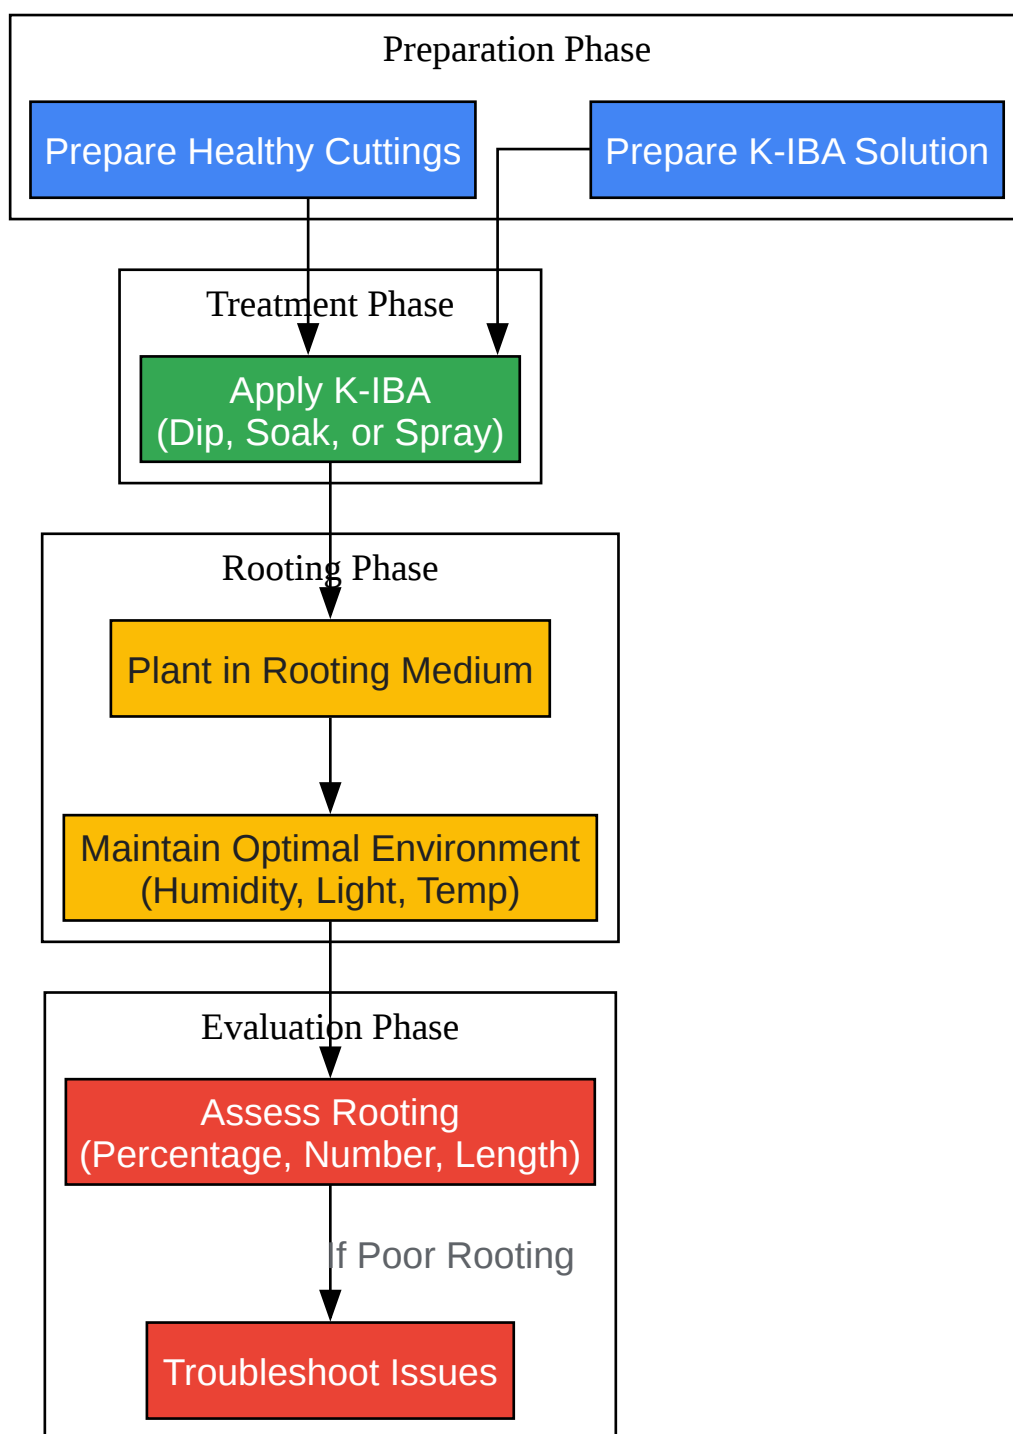 Preparation Phase
Prepare Healthy Cuttings
Prepare K-IBA Solution
Treatment Phase
Apply K-IBA
(Dip, Soak, or Spray)
Rooting Phase
Plant in Rooting Medium
Maintain Optimal Environment
(Humidity, Light, Temp)
Evaluation Phase
Assess Rooting
(Percentage, Number, Length)
If Poor Rooting
Troubleshoot Issues